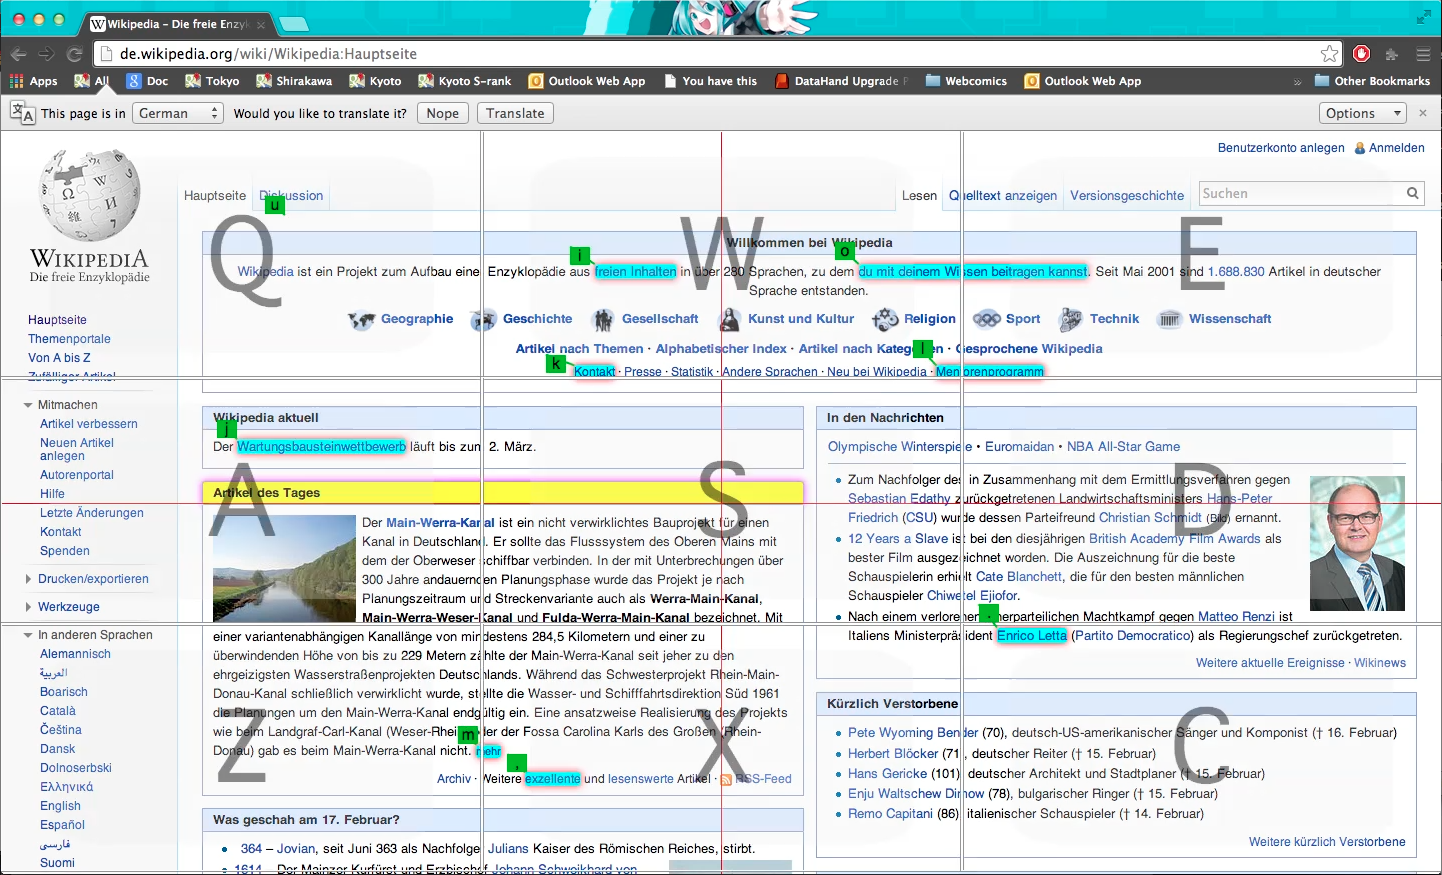 Wikipedia – Die freie Enzykl
de.wikipedia.org/wiki/Wikipedia:Hauptseite
Apps All Doc Tokyo Shirakawa Kyoto Kyoto S-rank Outlook Web App You have this DataHand Upgrade P Webcomics Outlook Web App » Other Bookmarks
This page is in German Would you like to translate it? Nope Translate Options
Benutzerkonto anlegen Anmelden
Hauptseite Diskussion Lesen Quelltext anzeigen Versionsgeschichte Suchen
u
WIKIPEDIA
Die freie Enzyklopädie
Q W E
Willkommen bei Wikipedia
i o
Wikipedia ist ein Projekt zum Aufbau einer Enzyklopädie aus freien Inhalten in über 280 Sprachen, zu dem du mit deinem Wissen beitragen kannst. Seit Mai 2001 sind 1.688.830 Artikel in deutscher
Sprache entstanden.
Geographie Geschichte Gesellschaft Kunst und Kultur Religion Sport Technik Wissenschaft
Artikel nach Themen · Alphabetischer Index · Artikel nach Kategorien · Gesprochene Wikipedia
k l
Kontakt · Presse · Statistik · Andere Sprachen · Neu bei Wikipedia · Mentorenprogramm
Hauptseite
Themenportale
Von A bis Z
Zufälliger Artikel
Mitmachen
Artikel verbessern
Neuen Artikel
anlegen
Autorenportal
Hilfe
Letzte Änderungen
Kontakt
Spenden
Drucken/exportieren
Werkzeuge
In anderen Sprachen
Alemannisch
العربية
Boarisch
Català
Čeština
Dansk
Dolnoserbski
Ελληνικά
English
Español
فارسی
Suomi
Wikipedia aktuell
j
Der Wartungsbausteinwettbewerb läuft bis zum 2. März.
A S D
Artikel des Tages
Der Main-Werra-Kanal ist ein nicht verwirklichtes Bauprojekt für einen
Kanal in Deutschland. Er sollte das Flusssystem des Oberen Mains mit
dem der Oberweser schiffbar verbinden. In der mit Unterbrechungen über
300 Jahre andauernden Planungsphase wurde das Projekt je nach
Planungszeitraum und Streckenvariante auch als Werra-Main-Kanal,
Main-Werra-Weser-Kanal und Fulda-Werra-Main-Kanal bezeichnet. Mit
einer variantenabhängigen Kanallänge von mindestens 284,5 Kilometern und einer zu
überwindenden Höhe von bis zu 229 Metern zählte der Main-Werra-Kanal seit jeher zu den
ehrgeizigsten Wasserstraßenprojekten Deutschlands. Während das Schwesterprojekt Rhein-Main-
Donau-Kanal schließlich verwirklicht wurde, stellte die Wasser- und Schifffahrtsdirektion Süd 1961
die Planungen um den Main-Werra-Kanal endgültig ein. Eine ansatzweise Realisierung des Projekts
wie beim Landgraf-Carl-Kanal (Weser-Rhein) oder der Fossa Carolina Karls des Großen (Rhein-
Donau) gab es beim Main-Werra-Kanal nicht. mehr
m
,
Z X C
Archiv · Weitere exzellente und lesenswerte Artikel · RSS-Feed
Was geschah am 17. Februar?
364 – Jovian, seit Juni 363 als Nachfolger Julians Kaiser des Römischen Reiches, stirbt.
1614 – Der Mainzer Kurfürst und Erzbischof Johann Schweikhard von
In den Nachrichten
Olympische Winterspiele • Euromaidan • NBA All-Star Game
Zum Nachfolger des in Zusammenhang mit dem Ermittlungsverfahren gegen
Sebastian Edathy zurückgetretenen Landwirtschaftsministers Hans-Peter
Friedrich (CSU) wurde dessen Parteifreund Christian Schmidt (Bild) ernannt.
12 Years a Slave ist bei den diesjährigen British Academy Film Awards als
bester Film ausgezeichnet worden. Die Auszeichnung für die beste
Schauspielerin erhielt Cate Blanchett, die für den besten männlichen
Schauspieler Chiwetel Ejiofor.
.
Nach einem verlorenen innerparteilichen Machtkampf gegen Matteo Renzi ist
Italiens Ministerpräsident Enrico Letta (Partito Democratico) als Regierungschef zurückgetreten.
Weitere aktuelle Ereignisse · Wikinews
Kürzlich Verstorbene
Pete Wyoming Bender (70), deutsch-US-amerikanischer Sänger und Komponist († 16. Februar)
Herbert Blöcker (71), deutscher Reiter († 15. Februar)
Hans Gericke (101), deutscher Architekt und Stadtplaner († 15. Februar)
Enju Waltschew Dimow (78), bulgarischer Ringer († 15. Februar)
Remo Capitani (86), italienischer Schauspieler († 14. Februar)
Weitere kürzlich Verstorbene